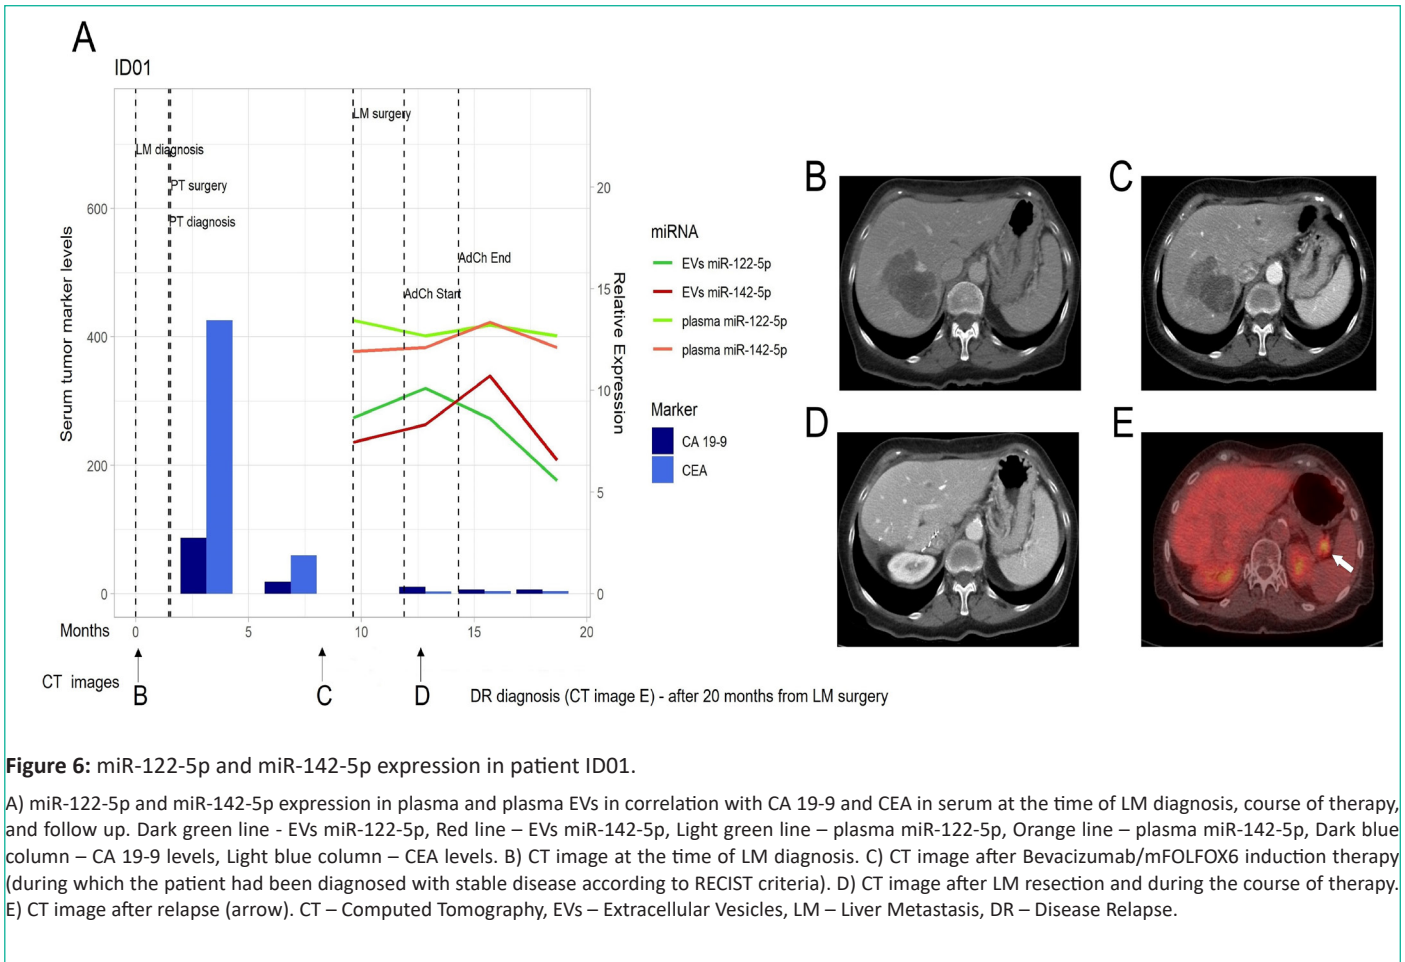 A
ID01
LM surgery
LM diagnosis
PT surgery
PT diagnosis
AdCh End
AdCh Start
Serum tumor marker levels
600
400
200
0
Relative Expression
20
15
10
5
0
Months 0 5 10 15 20
CT images
B C D
DR diagnosis (CT image E) - after 20 months from LM surgery
miRNA
EVs miR-122-5p
EVs miR-142-5p
plasma miR-122-5p
plasma miR-142-5p
Marker
CA 19-9
CEA
B
C
D
E
Figure 6: miR-122-5p and miR-142-5p expression in patient ID01.
A) miR-122-5p and miR-142-5p expression in plasma and plasma EVs in correlation with CA 19-9 and CEA in serum at the time of LM diagnosis, course of therapy,
and follow up. Dark green line - EVs miR-122-5p, Red line – EVs miR-142-5p, Light green line – plasma miR-122-5p, Orange line – plasma miR-142-5p, Dark blue
column – CA 19-9 levels, Light blue column – CEA levels. B) CT image at the time of LM diagnosis. C) CT image after Bevacizumab/mFOLFOX6 induction therapy
(during which the patient had been diagnosed with stable disease according to RECIST criteria). D) CT image after LM resection and during the course of therapy.
E) CT image after relapse (arrow). CT – Computed Tomography, EVs – Extracellular Vesicles, LM – Liver Metastasis, DR – Disease Relapse.